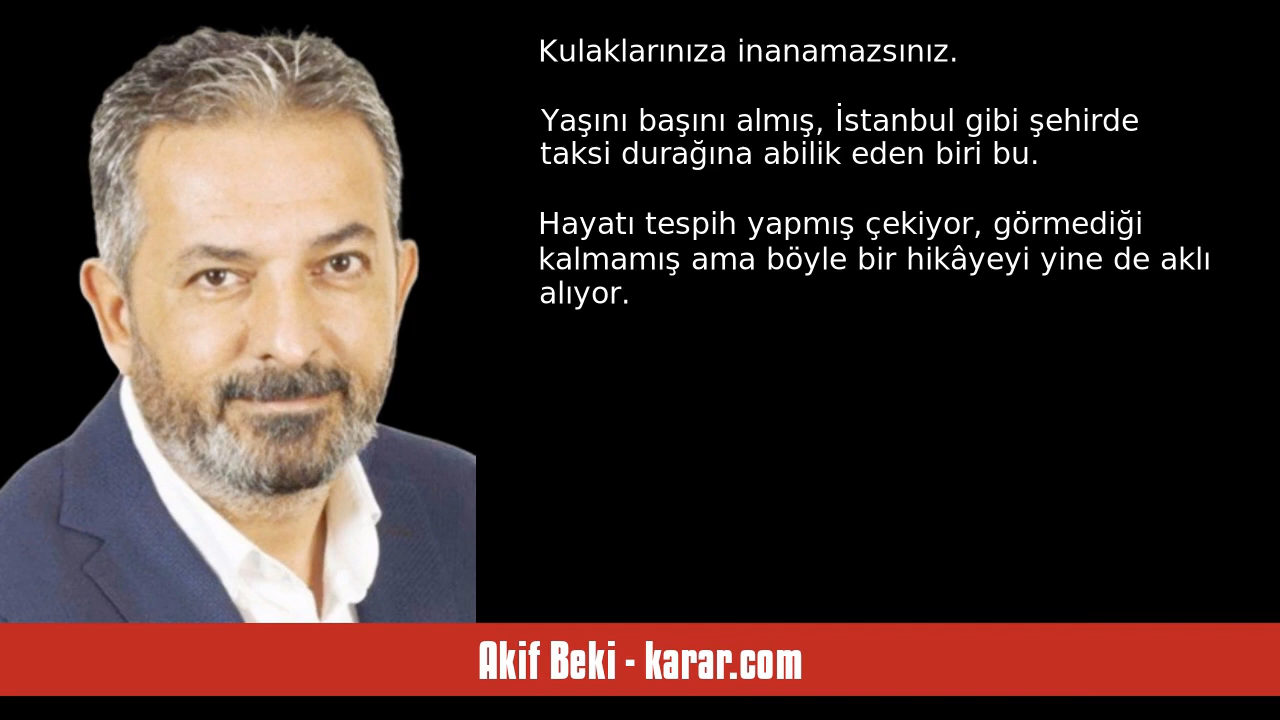 Kulaklarınıza inanamazsınız.
Yaşını başını almış, İstanbul gibi şehirde
taksi durağına abilik eden biri bu.
Hayatı tespih yapmış çekiyor, görmediği
kalmamış ama böyle bir hikâyeyi yine de aklı
alıyor.
Akif Beki - karar.com